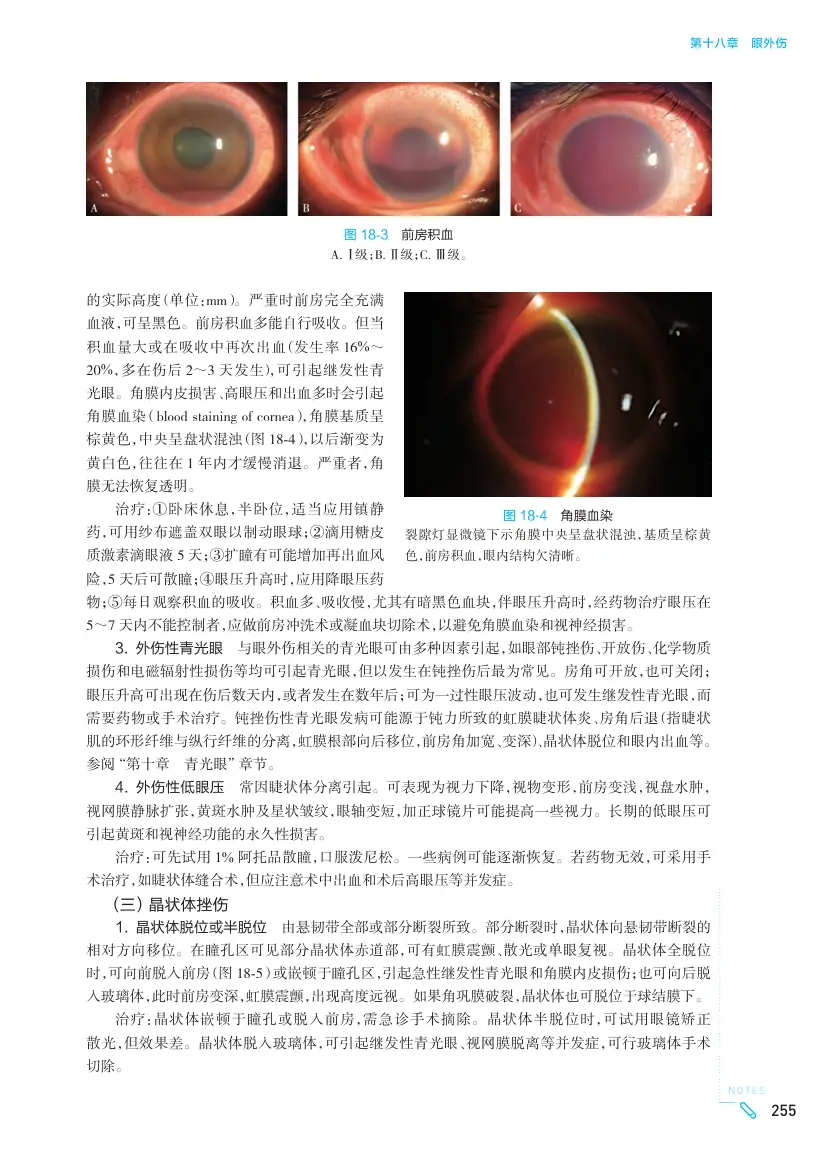 第十八章　眼外伤
A
B
C
图 18-3　前房积血
A. Ⅰ级;B. Ⅱ级;C. Ⅲ级。
的实际高度（单位:mm）。严重时前房完全充满
血液,可呈黑色。前房积血多能自行吸收。但当
积血量大或在吸收中再次出血（发生率 16%～
20%,多在伤后 2～3 天发生）,可引起继发性青
光眼。角膜内皮损害、高眼压和出血多时会引起
角膜血染（blood staining of cornea）,角膜基质呈
棕黄色,中央呈盘状混浊（图 18-4）,以后渐变为
黄白色,往往在 1 年内才缓慢消退。严重者,角
膜无法恢复透明。
治疗:①卧床休息,半卧位,适当应用镇静
药,可用纱布遮盖双眼以制动眼球;②滴用糖皮
质激素滴眼液 5 天;③扩瞳有可能增加再出血风
险,5 天后可散瞳;④眼压升高时,应用降眼压药
图 18-4　角膜血染
裂隙灯显微镜下示角膜中央呈盘状混浊,基质呈棕黄
色,前房积血,眼内结构欠清晰。
物;⑤每日观察积血的吸收。积血多、吸收慢,尤其有暗黑色血块,伴眼压升高时,经药物治疗眼压在
5～7 天内不能控制者,应做前房冲洗术或凝血块切除术,以避免角膜血染和视神经损害。
3. 外伤性青光眼　与眼外伤相关的青光眼可由多种因素引起,如眼部钝挫伤、开放伤、化学物质
损伤和电磁辐射性损伤等均可引起青光眼,但以发生在钝挫伤后最为常见。房角可开放,也可关闭;
眼压升高可出现在伤后数天内,或者发生在数年后;可为一过性眼压波动,也可发生继发性青光眼,而
需要药物或手术治疗。钝挫伤性青光眼发病可能源于钝力所致的虹膜睫状体炎、房角后退（指睫状
肌的环形纤维与纵行纤维的分离,虹膜根部向后移位,前房角加宽、变深）、晶状体脱位和眼内出血等。
参阅“第十章　青光眼”章节。
4. 外伤性低眼压　常因睫状体分离引起。可表现为视力下降,视物变形,前房变浅,视盘水肿,
视网膜静脉扩张,黄斑水肿及星状皱纹,眼轴变短,加正球镜片可能提高一些视力。长期的低眼压可
引起黄斑和视神经功能的永久性损害。
治疗:可先试用 1% 阿托品散瞳,口服泼尼松。一些病例可能逐渐恢复。若药物无效,可采用手
术治疗,如睫状体缝合术,但应注意术中出血和术后高眼压等并发症。
（三）晶状体挫伤
1. 晶状体脱位或半脱位　由悬韧带全部或部分断裂所致。部分断裂时,晶状体向悬韧带断裂的
相对方向移位。在瞳孔区可见部分晶状体赤道部,可有虹膜震颤、散光或单眼复视。晶状体全脱位
时,可向前脱入前房（图 18-5）或嵌顿于瞳孔区,引起急性继发性青光眼和角膜内皮损伤;也可向后脱
入玻璃体,此时前房变深,虹膜震颤,出现高度远视。如果角巩膜破裂,晶状体也可脱位于球结膜下。
治疗:晶状体嵌顿于瞳孔或脱入前房,需急诊手术摘除。晶状体半脱位时,可试用眼镜矫正
散光,但效果差。晶状体脱入玻璃体,可引起继发性青光眼、视网膜脱离等并发症,可行玻璃体手术
切除。
NOTES
255